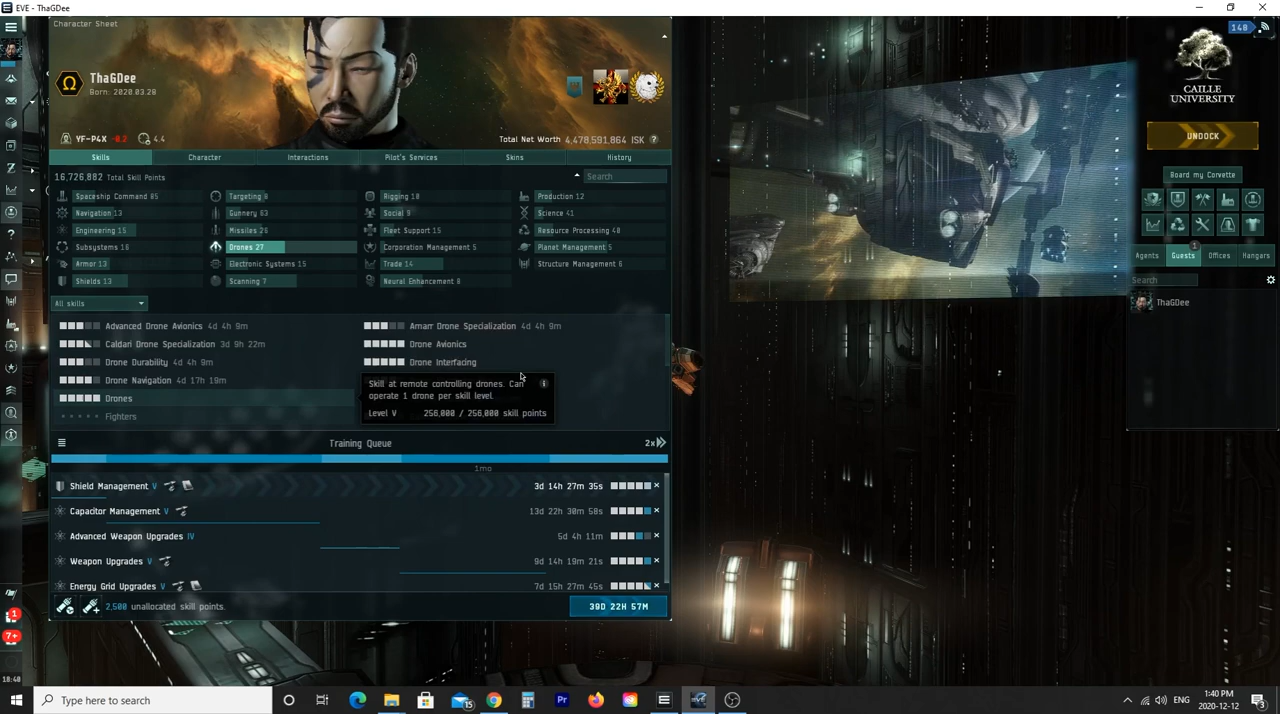 EVE - ThaGDee
Character Sheet
ThaGDee
Born: 2020.03.28
YF-P4X -0.2 4.4
Total Net Worth 4,478,591,864 ISK ?
Skills Character Interactions Pilot's Services Skins History
16,726,882 Total Skill Points
Search
Spaceship Command 85 Targeting 8 Rigging 10 Production 12
Navigation 13 Gunnery 83 Social 9 Science 41
Engineering 15 Missiles 26 Fleet Support 15 Resource Processing 48
Subsystems 16 Drones 27 Corporation Management 5 Planet Management 5
Armor 13 Electronic Systems 15 Trade 14 Structure Management 6
Shields 13 Scanning 7 Neural Enhancement 8
All skills
Advanced Drone Avionics 4d 4h 9m Amarr Drone Specialization 4d 4h 9m
Caldari Drone Specialization 3d 9h 22m Drone Avionics
Drone Durability 4d 4h 9m Drone Interfacing
Drone Navigation 4d 17h 19m
Drones
Fighters
Skill at remote controlling drones. Can
operate 1 drone per skill level.
Level V 256,000 / 256,000 skill points
Training Queue 2x
1mo
Shield Management V 3d 14h 27m 35s
Capacitor Management V 13d 22h 30m 58s
Advanced Weapon Upgrades IV 5d 4h 11m
Weapon Upgrades V 9d 14h 19m 21s
Energy Grid Upgrades V 7d 15h 27m 45s
2,500 unallocated skill points.
39D 22H 57M
148
CAILLE
UNIVERSITY
UNDOCK
Board my Corvette
1
Agents Guests Offices Hangars
Search
ThaGDee
1
7+
18:40
Type here to search
15
Pr
ENG
1:40 PM
2020-12-12
3